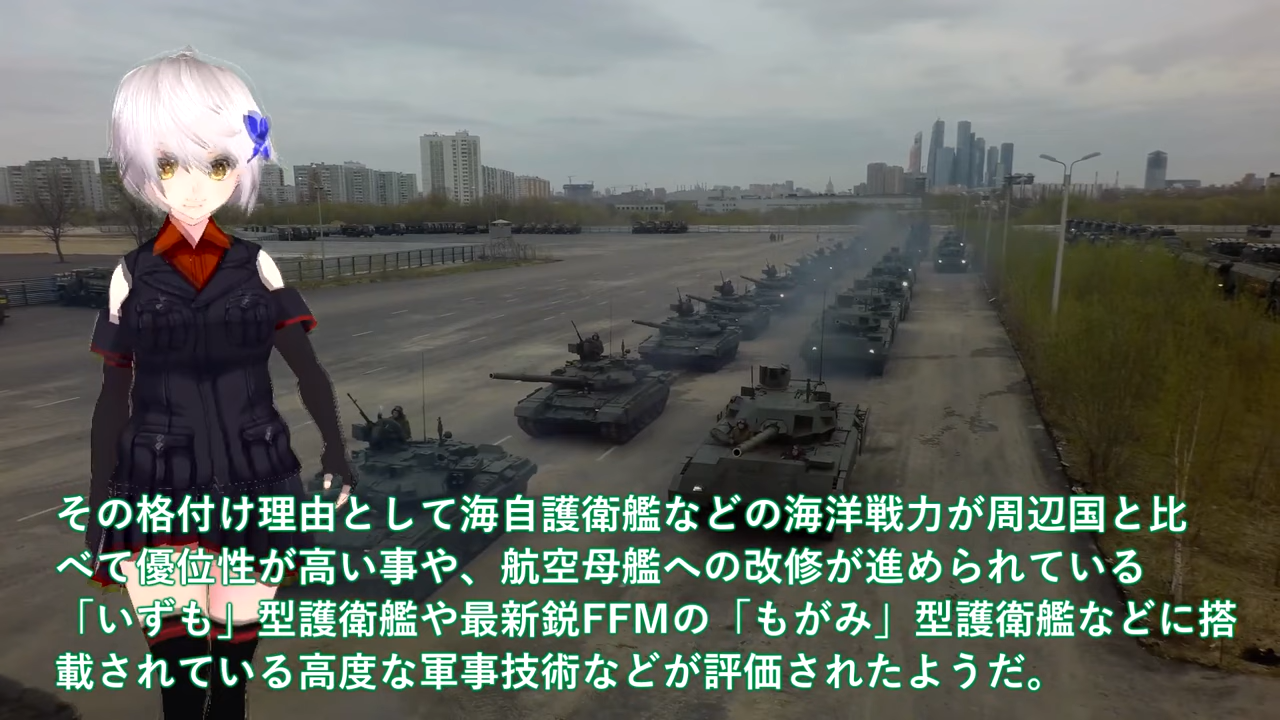 その格付け理由として海自護衛艦などの海洋戦力が周辺国と比
べて優位性が高い事や、航空母艦への改修が進められている
「いずも」型護衛艦や最新鋭FFMの「もがみ」型護衛艦などに搭
載されている高度な軍事技術などが評価されたようだ。